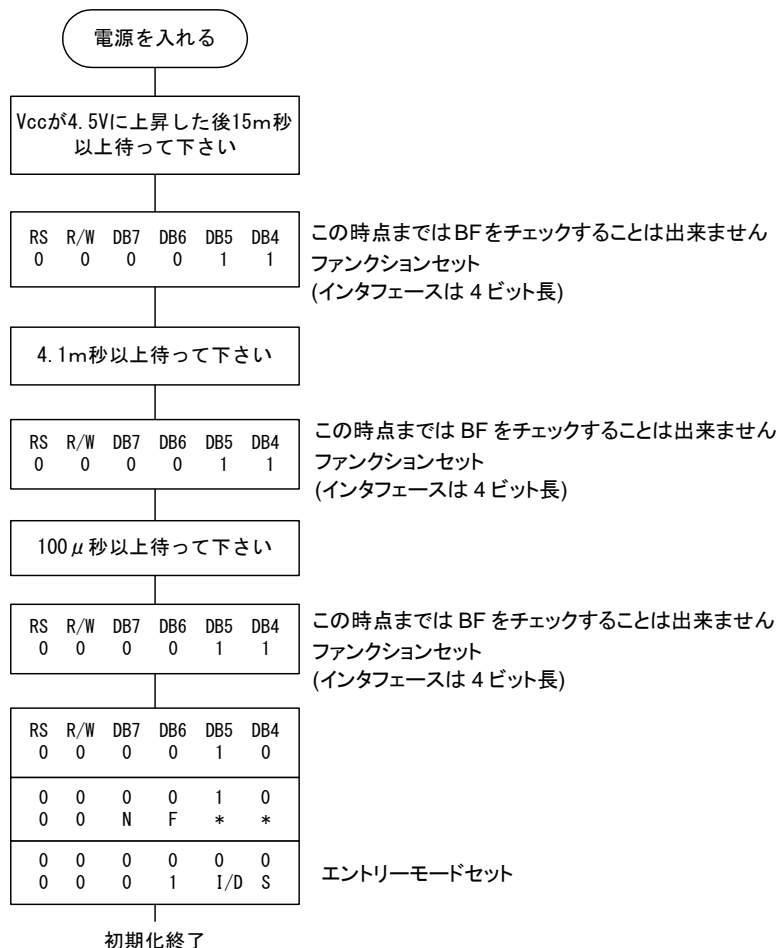 電源を入れる
Vccが4.5Vに上昇した後15m秒
以上待って下さい
RS R/W DB7 DB6 DB5 DB4
0 0 0 0 1 1
この時点まではBFをチェックすることは出来ません
ファンクションセット
(インタフェースは4ビット長)
4.1m秒以上待って下さい
RS R/W DB7 DB6 DB5 DB4
0 0 0 0 1 1
この時点までは BF をチェックすることは出来ません
ファンクションセット
(インタフェースは4ビット長)
100μ秒以上待って下さい
RS R/W DB7 DB6 DB5 DB4
0 0 0 0 1 1
この時点までは BF をチェックすることは出来ません
ファンクションセット
(インタフェースは4ビット長)
RS R/W DB7 DB6 DB5 DB4
0 0 0 0 1 0
0 0 0 0 1 0
0 0 N F * *
0 0 0 0 0 0
0 0 0 1 I/D S
エントリーモードセット
初期化終了